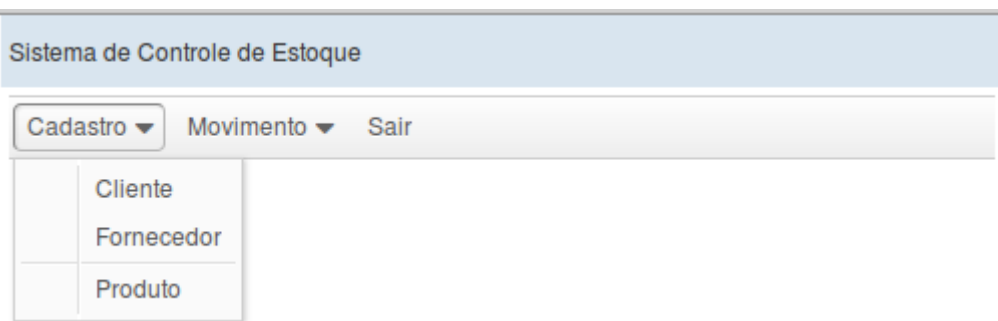 Sistema de Controle de Estoque
Cadastro Movimento Sair
Cliente
Fornecedor
Produto